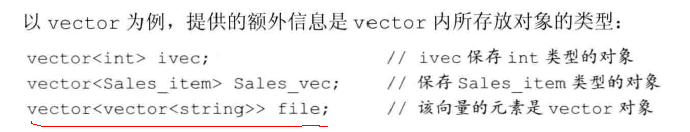 以 vector 为例，提供的额外信息是 vector 内所存放对象的类型：
vector<int> ivec; // ivec 保存 int 类型的对象
vector<Sales_item> Sales_vec; // 保存 Sales_item 类型的对象
vector<vector<string>> file; // 该向量的元素是 vector 对象